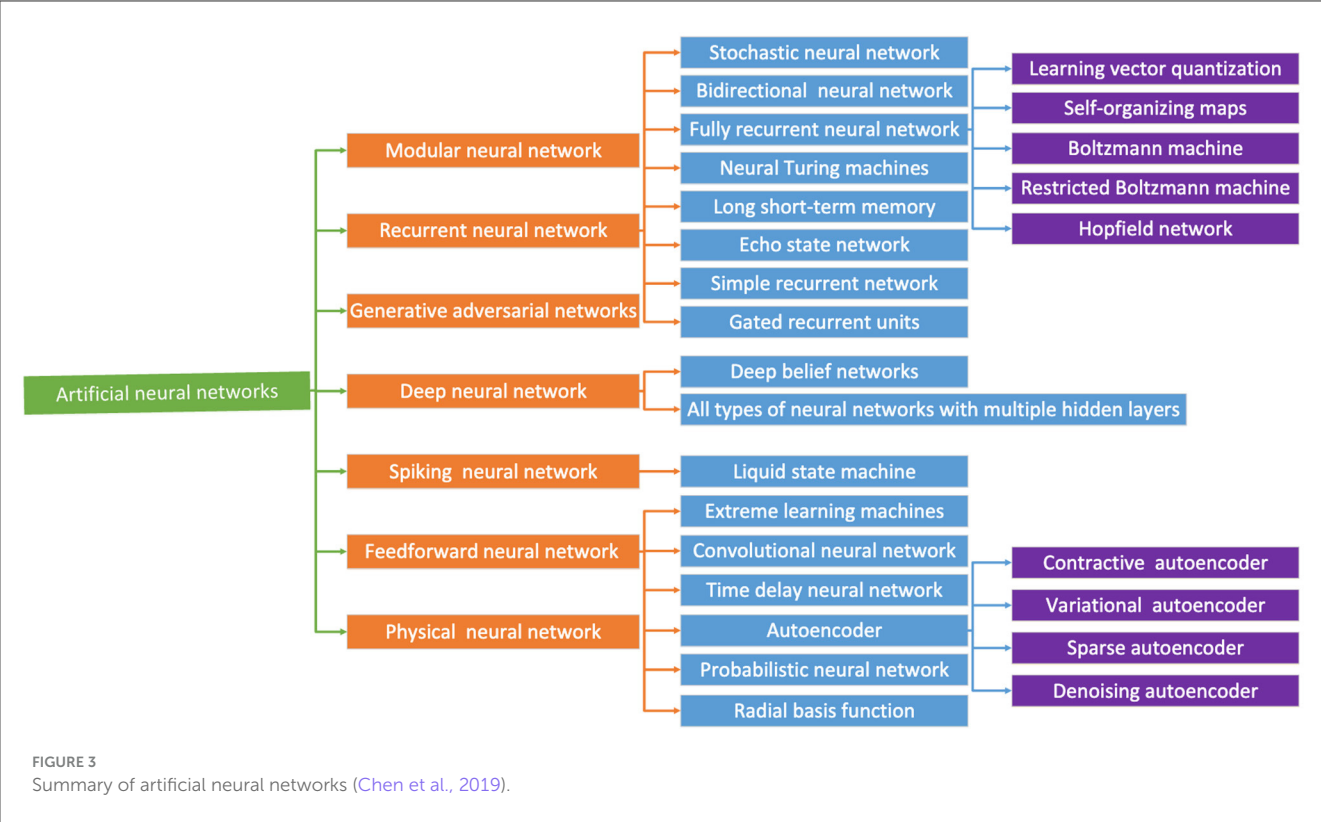 Artificial neural networks
Modular neural network
Recurrent neural network
Generative adversarial networks
Deep neural network
Spiking neural network
Feedforward neural network
Physical neural network
Stochastic neural network
Bidirectional neural network
Fully recurrent neural network
Neural Turing machines
Long short-term memory
Echo state network
Simple recurrent network
Gated recurrent units
Deep belief networks
All types of neural networks with multiple hidden layers
Liquid state machine
Extreme learning machines
Convolutional neural network
Time delay neural network
Autoencoder
Probabilistic neural network
Radial basis function
Learning vector quantization
Self-organizing maps
Boltzmann machine
Restricted Boltzmann machine
Hopfield network
Contractive autoencoder
Variational autoencoder
Sparse autoencoder
Denoising autoencoder
FIGURE 3
Summary of artificial neural networks (Chen et al., 2019).